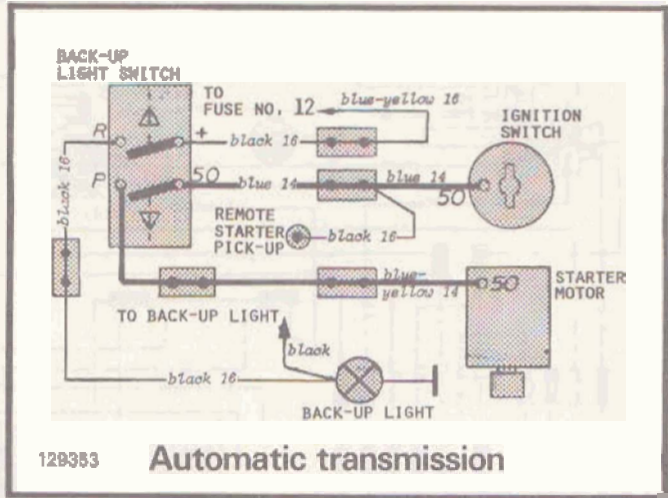 BACK-UP
LIGHT SWITCH
TO
FUSE NO. 12
blue-yellow 16
IGNITION
SWITCH
R
+
black 16
black 16
P
50
blue 14
blue 14
50
REMOTE
STARTER
PICK-UP
black 16
blue-
yellow 14
50
STARTER
MOTOR
TO BACK-UP LIGHT
black
black 16
BACK-UP LIGHT
129353
Automatic transmission